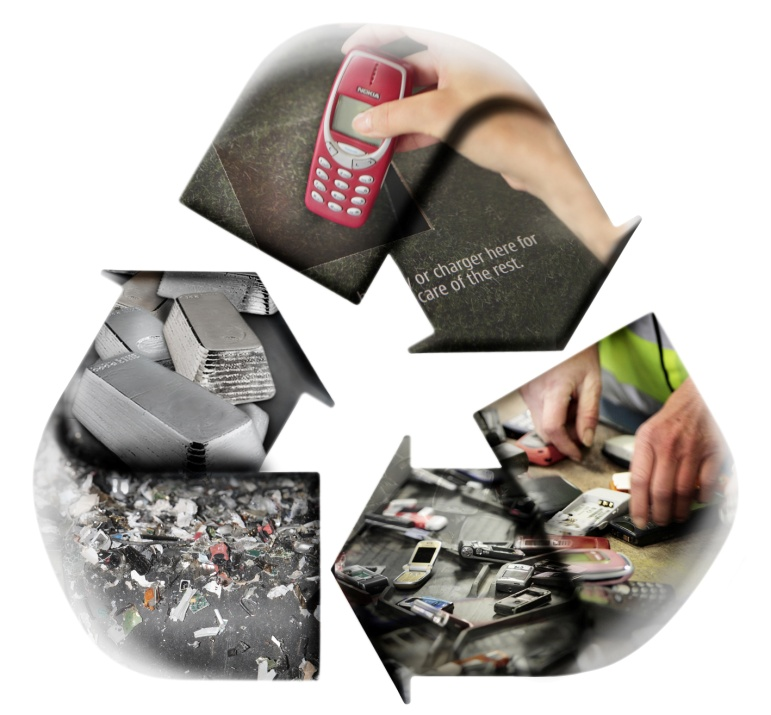 NOKIA
or charger here for
care of the rest.